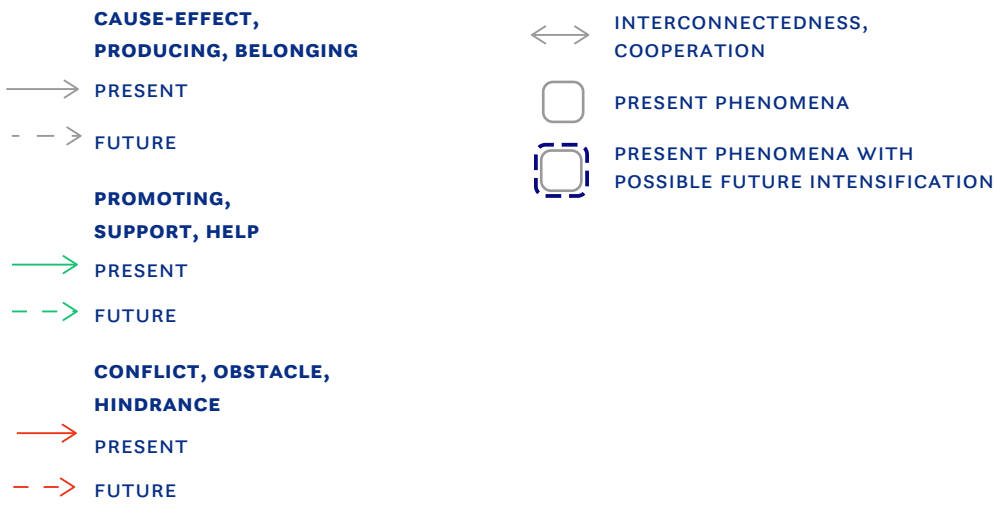 CAUSE-EFFECT,
PRODUCING, BELONGING
PRESENT
FUTURE
PROMOTING,
SUPPORT, HELP
PRESENT
FUTURE
CONFLICT, OBSTACLE,
HINDRANCE
PRESENT
FUTURE
INTERCONNECTEDNESS,
COOPERATION
PRESENT PHENOMENA
PRESENT PHENOMENA WITH
POSSIBLE FUTURE INTENSIFICATION